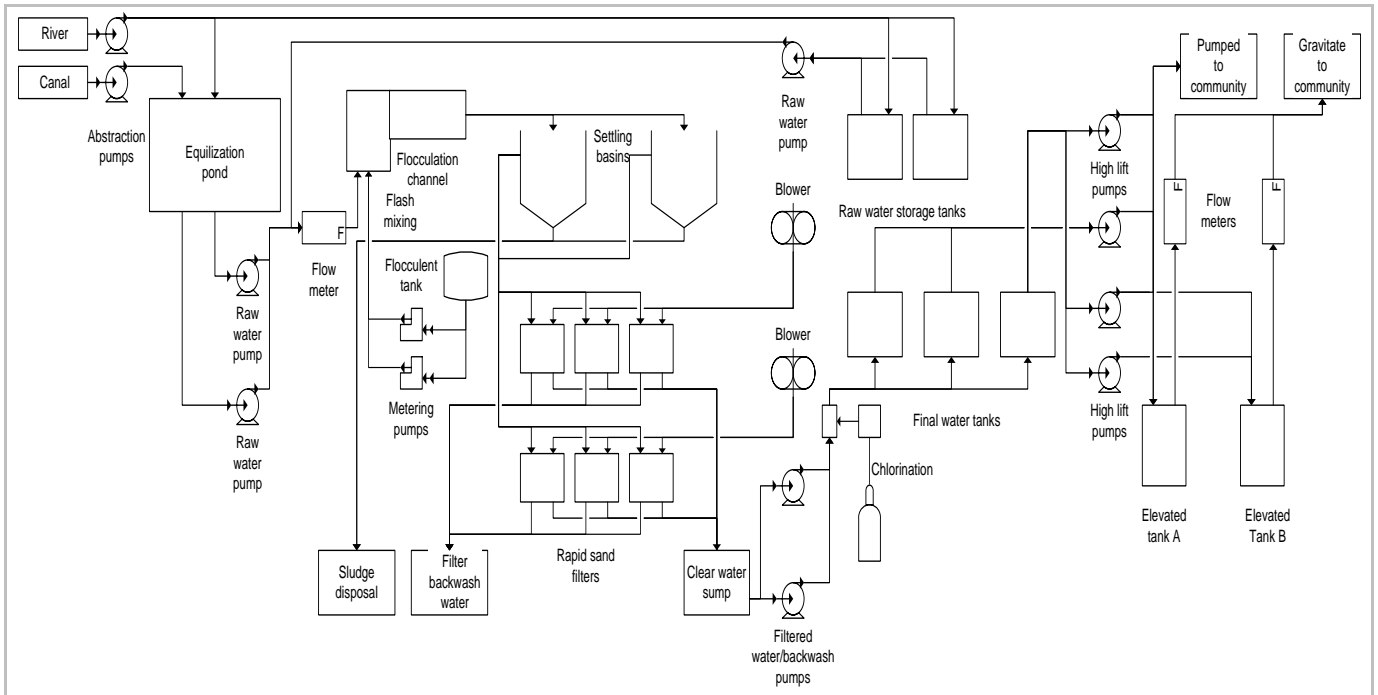 River
Canal
Abstraction
pumps
Equilization
pond
Raw
water
pump
Raw
water
pump
F
Flow
meter
Flocculation
channel
Flash
mixing
Flocculent
tank
Metering
pumps
Settling
basins
Sludge
disposal
Filter
backwash
water
Rapid sand
filters
Clear water
sump
Blower
Blower
Raw
water
pump
Raw water storage tanks
Filtered
water/backwash
pumps
Chlorination
Final water tanks
High lift
pumps
High lift
pumps
Pumped
to
community
Gravitate
to
community
F
F
Flow
meters
Elevated
tank A
Elevated
Tank B